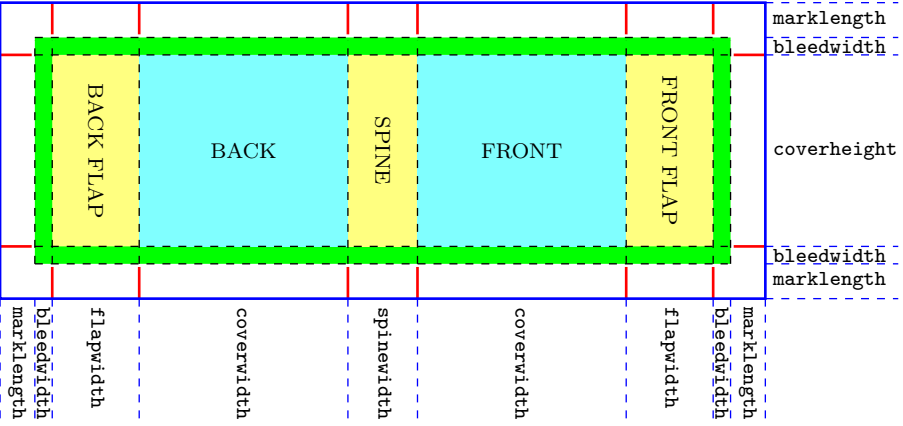 marklength
bleedwidth
BACK FLAP
BACK
SPINE
FRONT
FRONT FLAP
coverheight
bleedwidth
marklength
marklength
bleedwidth
flapwidth
coverwidth
spinewidth
coverwidth
flapwidth
bleedwidth
marklength